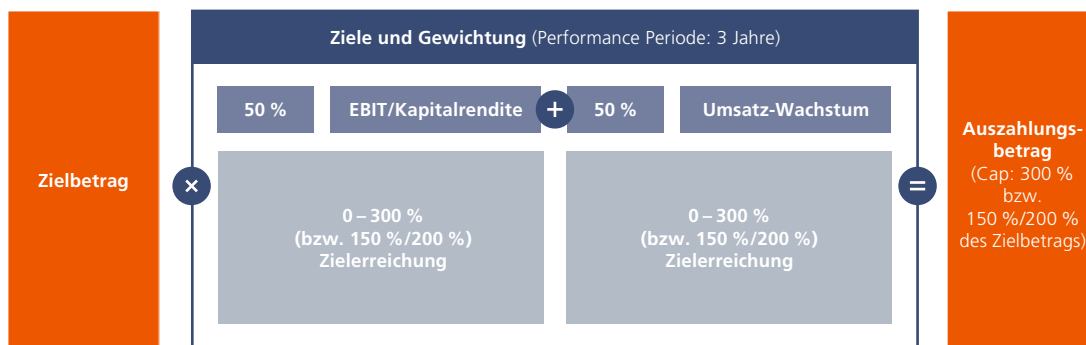 Ziele und Gewichtung (Performance Periode: 3 Jahre)
50 %
EBIT/Kapitalrendite
+
50 %
Umsatz-Wachstum
Zielbetrag
×
0 – 300 %
(bzw. 150 %/200 %)
Zielerreichung
0 – 300 %
(bzw. 150 %/200 %)
Zielerreichung
=
Auszahlungs-
betrag
(Cap: 300 %
bzw.
150 %/200 %
des Zielbetrags)